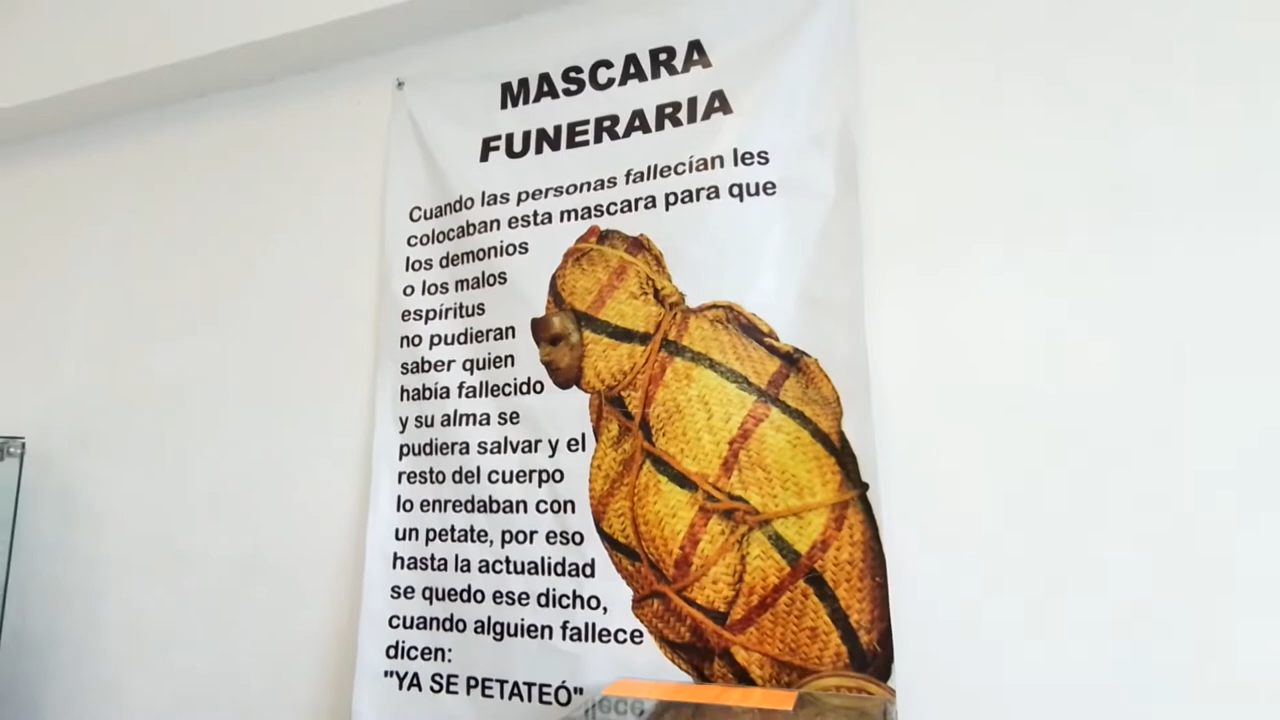 MASCARA
FUNERARIA
Cuando las personas fallecían les
colocaban esta mascara para que
los demonios
o los malos
espíritus
no pudieran
saber quien
había fallecido
y su alma se
pudiera salvar y el
resto del cuerpo
lo enredaban con
un petate, por eso
hasta la actualidad
se quedo ese dicho,
cuando alguien fallece
dicen:
"YA SE PETATEÓ"